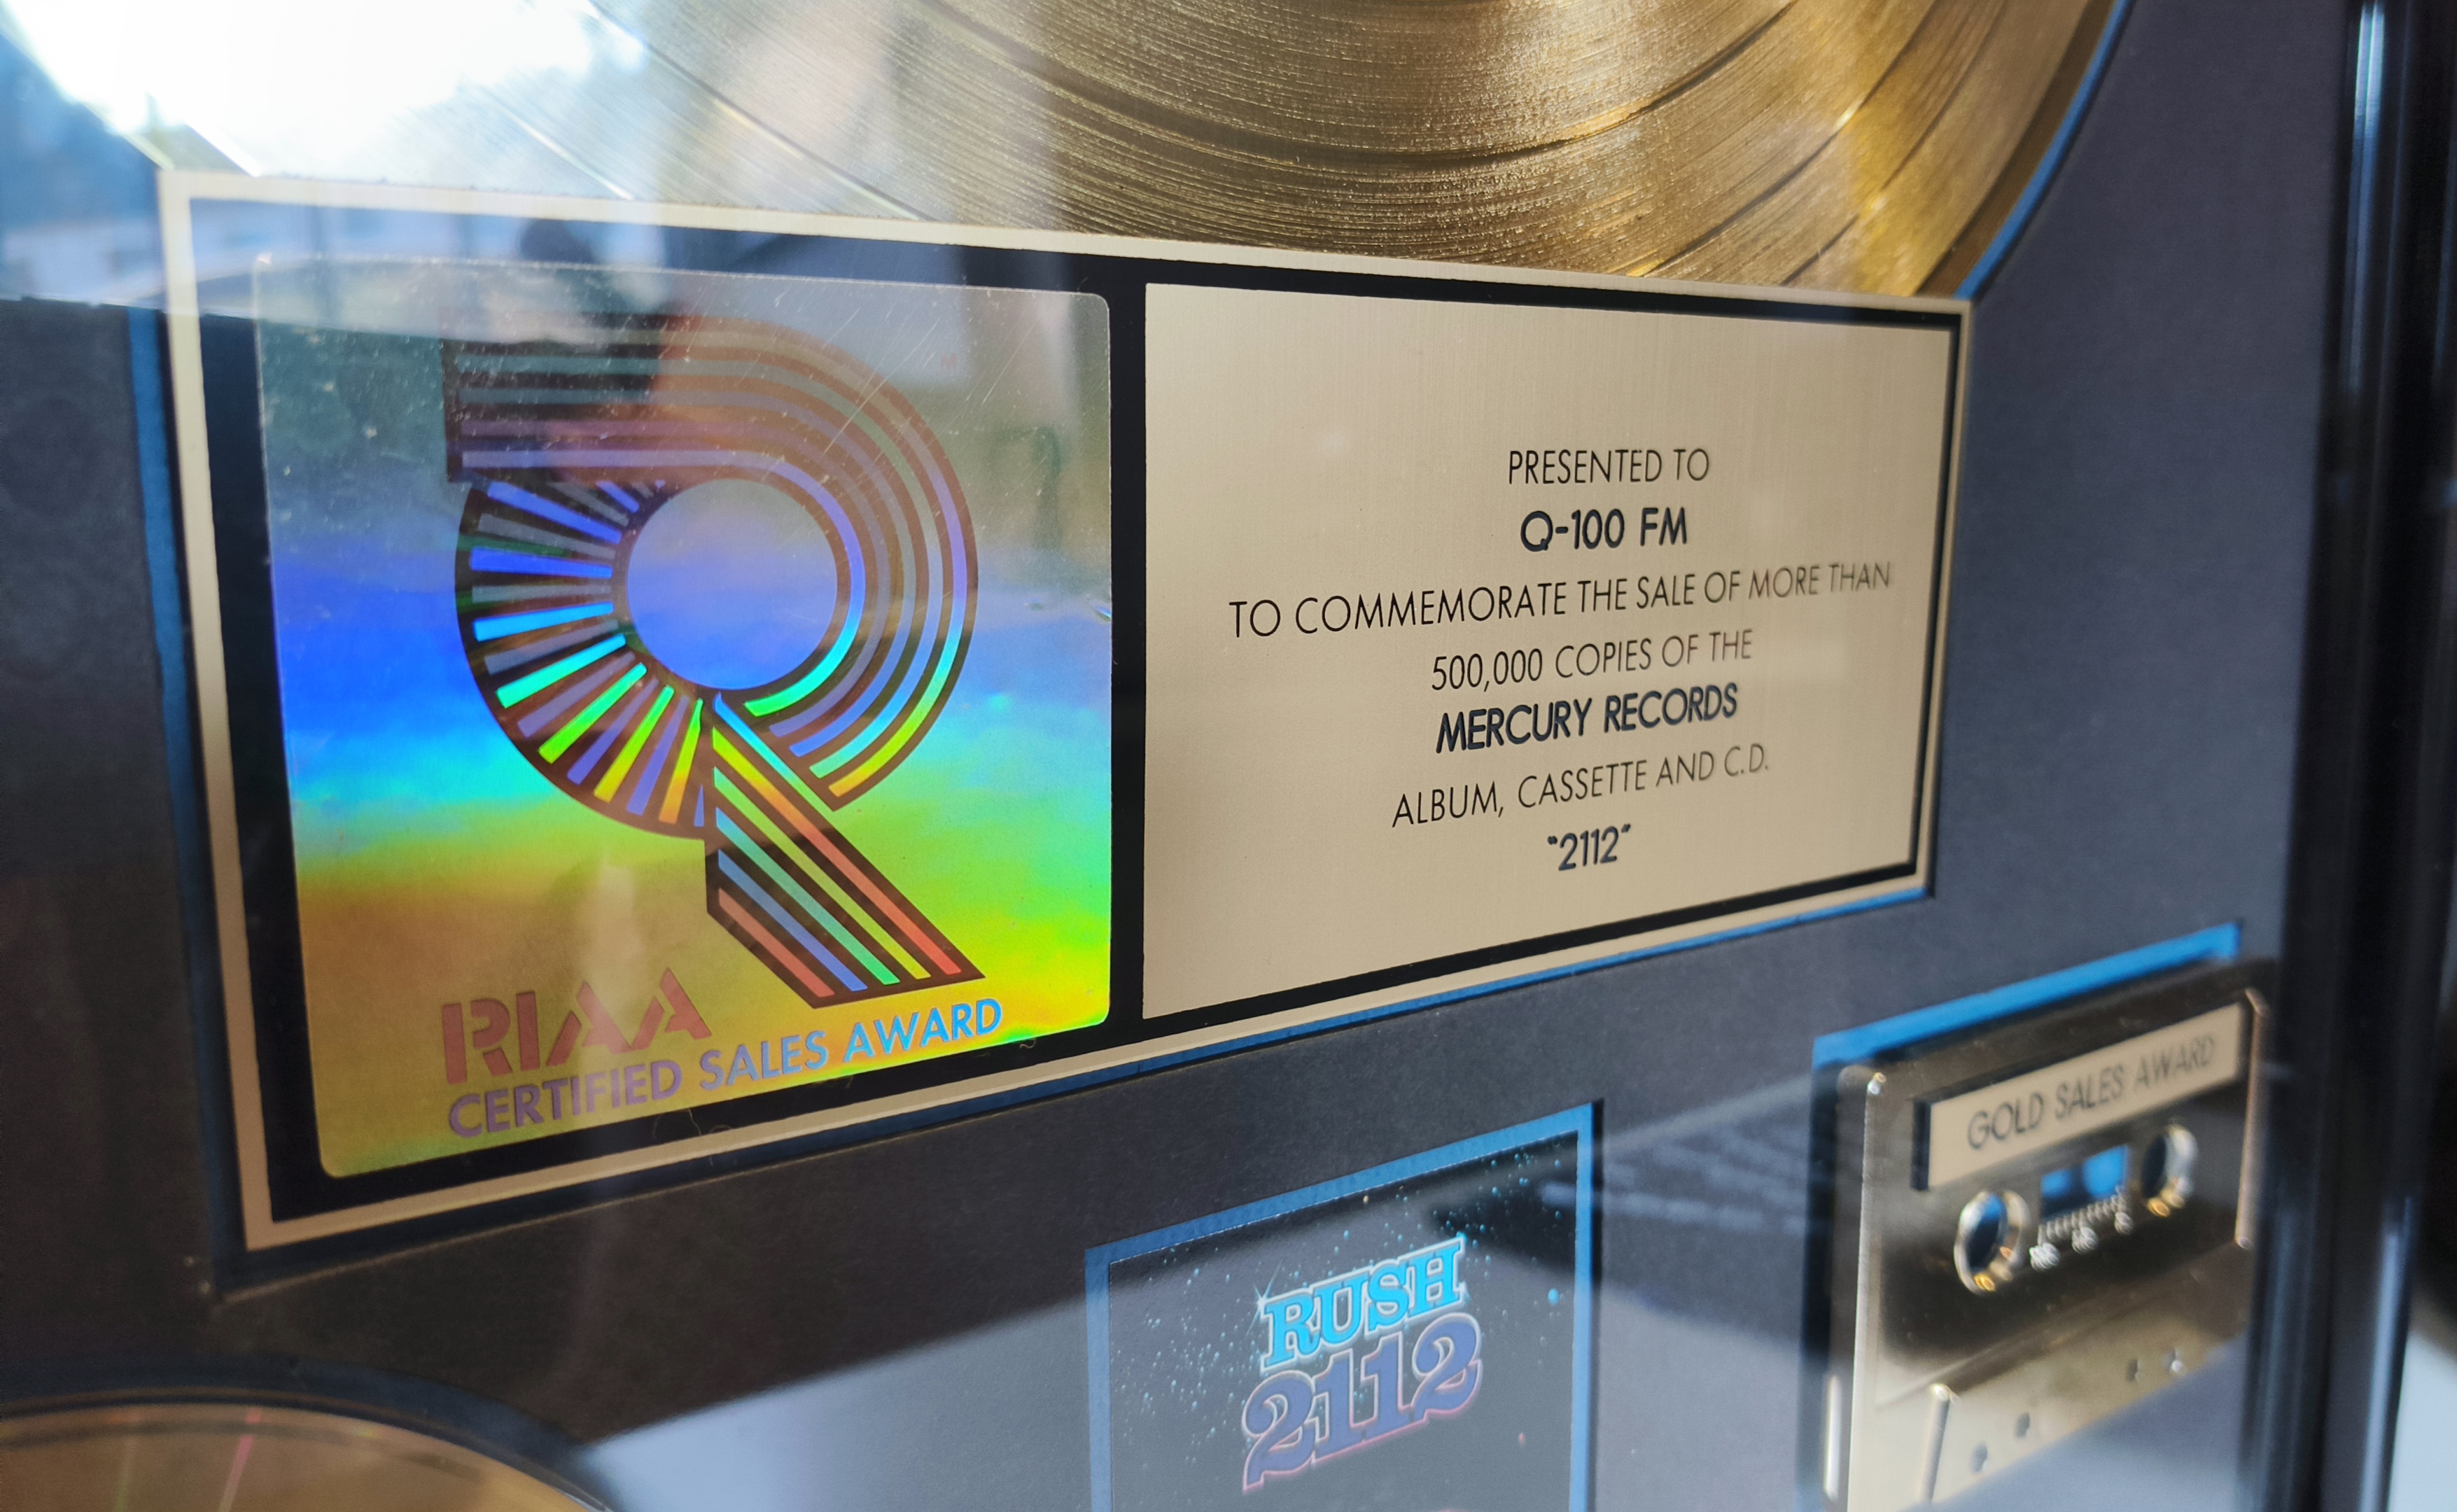 PRESENTED TO
Q-100 FM
TO COMMEMORATE THE SALE OF MORE THAN
500,000 COPIES OF THE
MERCURY RECORDS
ALBUM, CASSETTE AND C.D.
"2112"
RIAA
CERTIFIED SALES AWARD
GOLD SALES AWARD
RUSH
2112